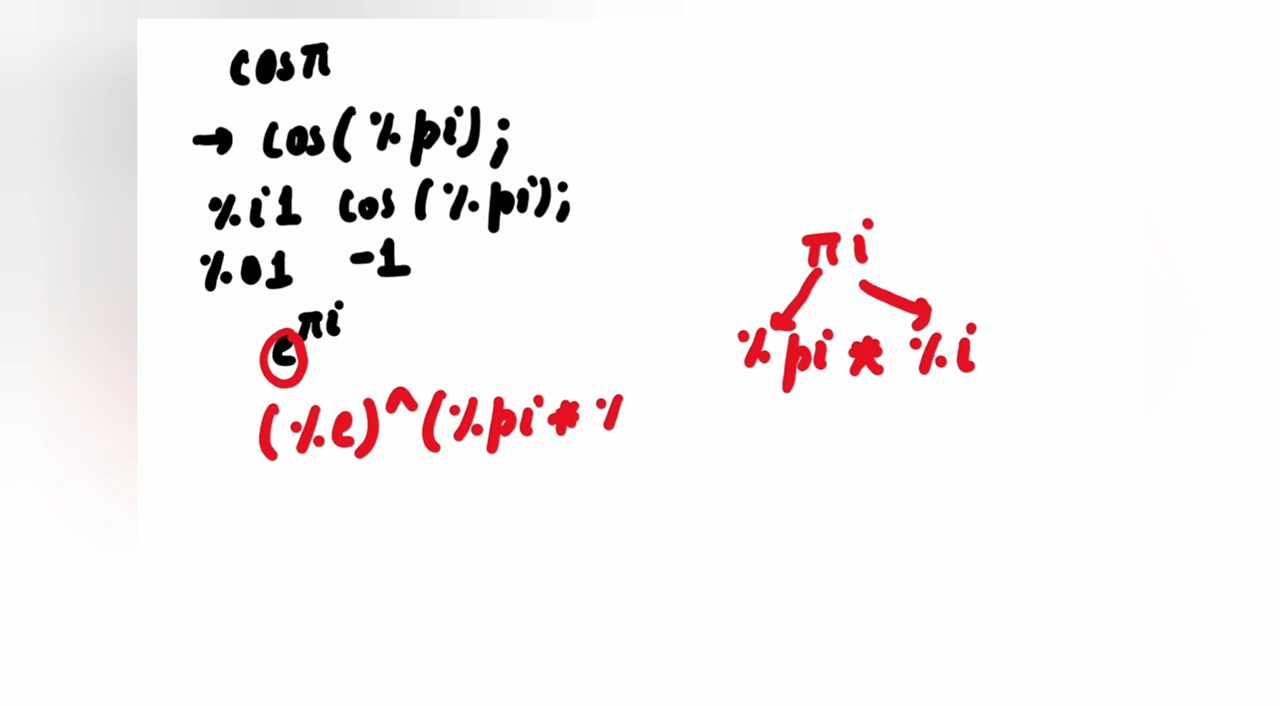 cosπ
→ cos(%pi);
%i1 cos(%pi);
%o1 -1
e^πi
(%e)^(%pi*%
πi
%pi * %i